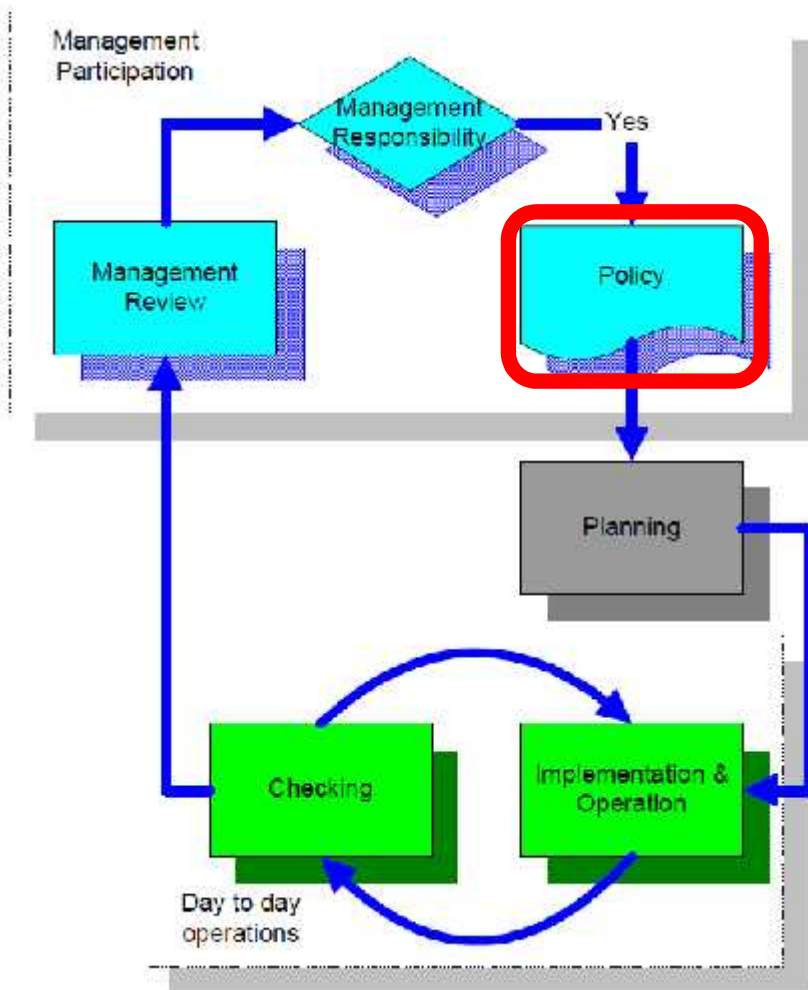 Management
Participation
Management
Responsibility
Yes
Management
Review
Policy
Planning
Checking
Implementation &
Operation
Day to day
operations